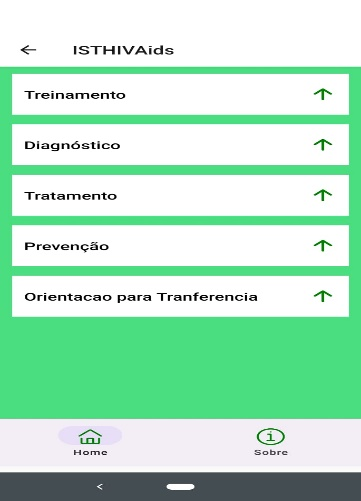 ISTHIVAids
Treinamento
Diagnóstico
Tratamento
Prevenção
Orientacao para Tranferencia
Home
Sobre